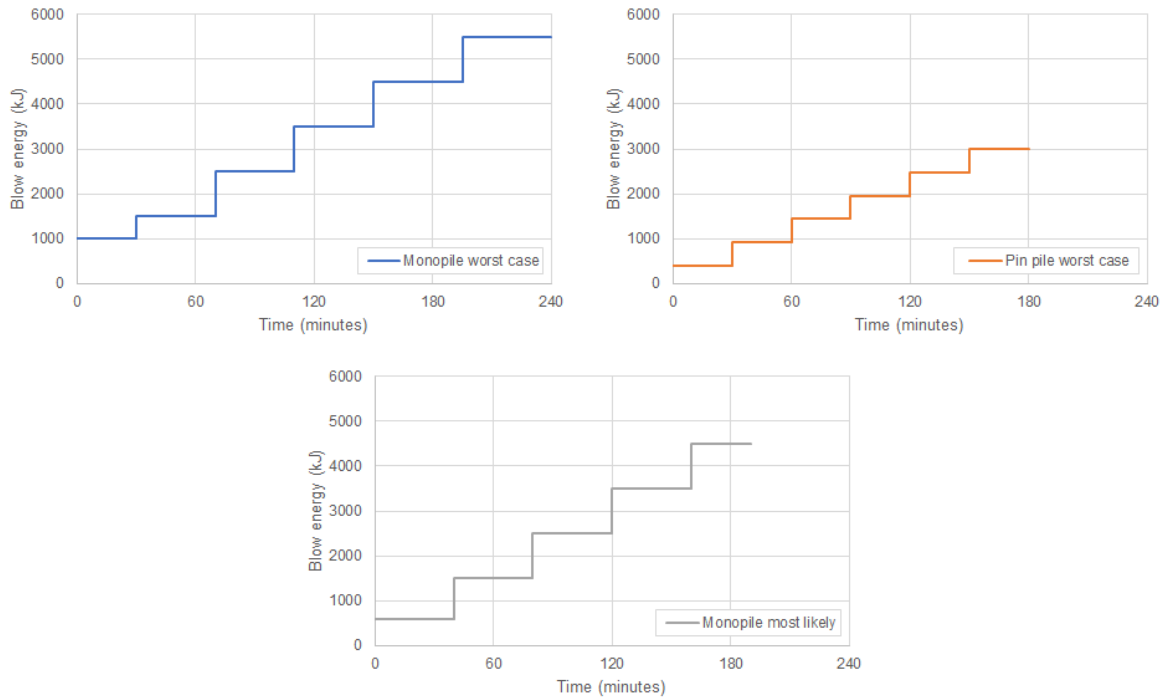 6000
5000
4000
3000
2000
1000
0
Blow energy (kJ)
Monopile worst case
0 60 120 180 240
Time (minutes)
6000
5000
4000
3000
2000
1000
0
Blow energy (kJ)
Pin pile worst case
0 60 120 180 240
Time (minutes)
6000
5000
4000
3000
2000
1000
0
Blow energy (kJ)
Monopile most likely
0 60 120 180 240
Time (minutes)